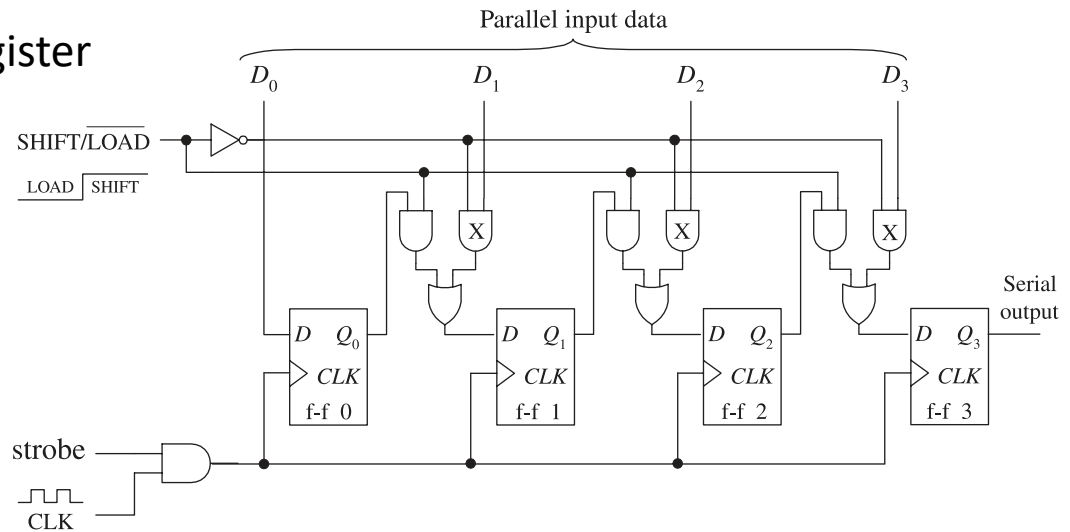 Parallel input data
gister
D₀ D₁ D₂ D₃
SHIFT/L̅O̅A̅D̅
LOAD SHIFT
X X X
Serial
output
D Q₀ D Q₁ D Q₂ D Q₃
CLK CLK CLK CLK
f-f 0 f-f 1 f-f 2 f-f 3
strobe
CLK